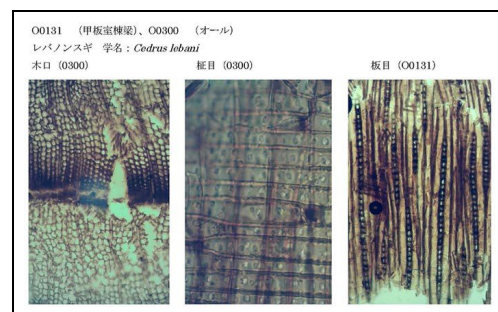 O0131 （甲板室棟梁）、O0300 （オール）
レバノンスギ 学名：Cedrus lebani
木口（0300） 柾目（0300） 板目（O0131）